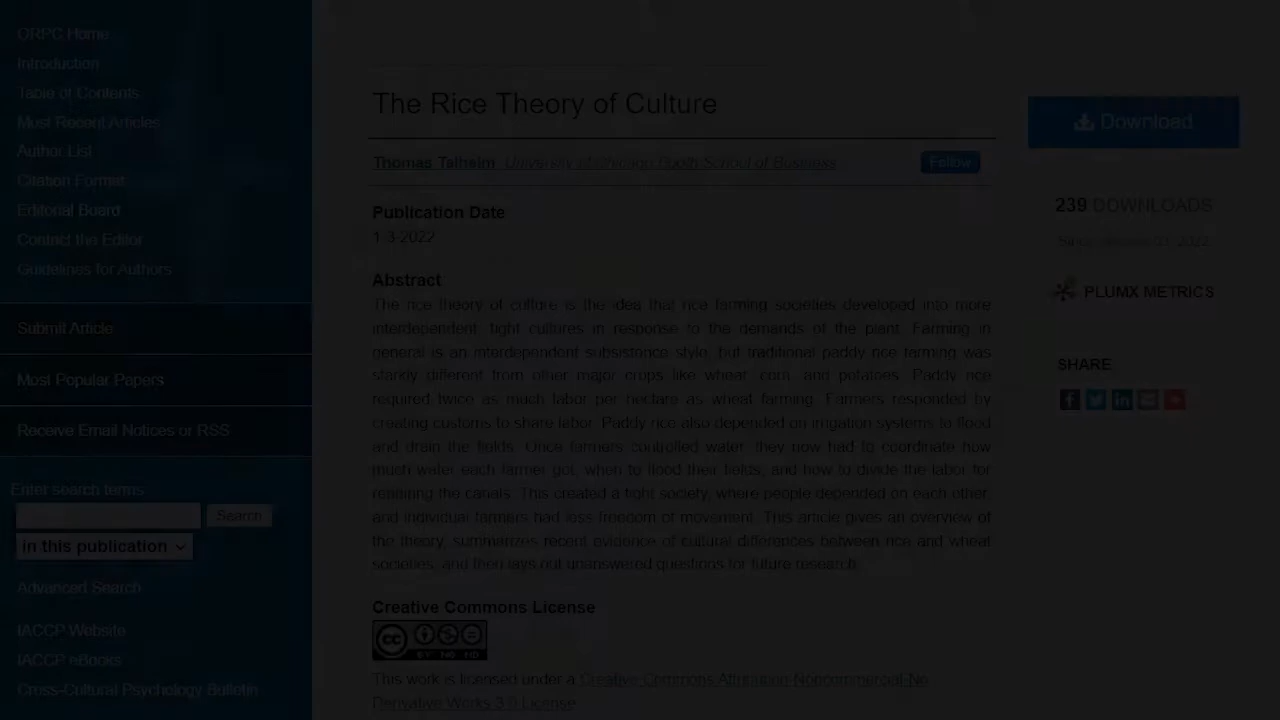 ORPC Home
Introduction
Table of Contents
Most Recent Articles
Author List
Citation Format
Editorial Board
Contact the Editor
Guidelines for Authors
Submit Article
Most Popular Papers
Receive Email Notices or RSS
Enter search terms
Search
in this publication
Advanced Search
IACCP Website
IACCP eBooks
Cross-Cultural Psychology Bulletin
The Rice Theory of Culture
Thomas Talhelm, University of Chicago Booth School of Business
Follow
Publication Date
1-3-2022
Abstract
The rice theory of culture is the idea that rice farming societies developed into more
interdependent, tight cultures in response to the demands of the plant. Farming in
general is an interdependent subsistence style, but traditional paddy rice farming was
starkly different from other major crops like wheat, corn, and potatoes. Paddy rice
required twice as much labor per hectare as wheat farming. Farmers responded by
creating customs to share labor. Paddy rice also depended on irrigation systems to flood
and drain the fields. Once farmers controlled water, they now had to coordinate how
much water each farmer got, when to flood their fields, and how to divide the labor for
rending the canals. This created a tight society, where people depended on each other,
and individual farmers had less freedom of movement. This article gives an overview of
the theory, summarizes recent evidence of cultural differences between rice and wheat
societies, and then lays out unanswered questions for future research.
Creative Commons License
cc
BY NC ND
This work is licensed under a Creative Commons Attribution-Noncommercial-No
Derivative Works 3.0 License
Download
239 DOWNLOADS
Since 2022
PLUMX METRICS
SHARE